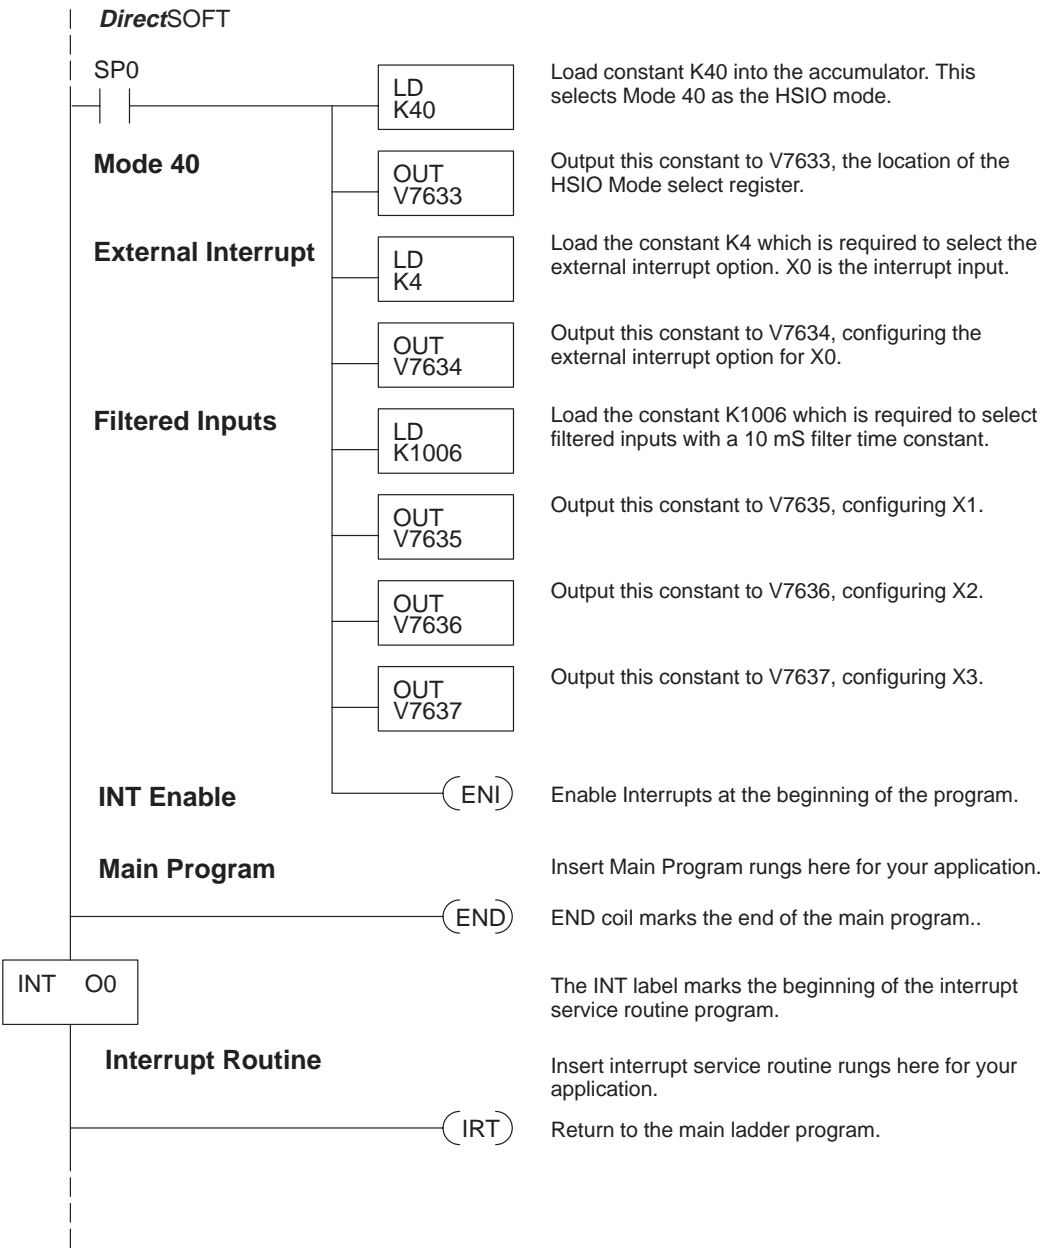 DirectSOFT
SP0
LD
K40
Load constant K40 into the accumulator. This
selects Mode 40 as the HSIO mode.
Mode 40
OUT
V7633
Output this constant to V7633, the location of the
HSIO Mode select register.
External Interrupt
LD
K4
Load the constant K4 which is required to select the
external interrupt option. X0 is the interrupt input.
OUT
V7634
Output this constant to V7634, configuring the
external interrupt option for X0.
Filtered Inputs
LD
K1006
Load the constant K1006 which is required to select
filtered inputs with a 10 mS filter time constant.
OUT
V7635
Output this constant to V7635, configuring X1.
OUT
V7636
Output this constant to V7636, configuring X2.
OUT
V7637
Output this constant to V7637, configuring X3.
INT Enable
ENI
Enable Interrupts at the beginning of the program.
Main Program
Insert Main Program rungs here for your application.
END
END coil marks the end of the main program..
INT O0
The INT label marks the beginning of the interrupt
service routine program.
Interrupt Routine
Insert interrupt service routine rungs here for your
application.
IRT
Return to the main ladder program.